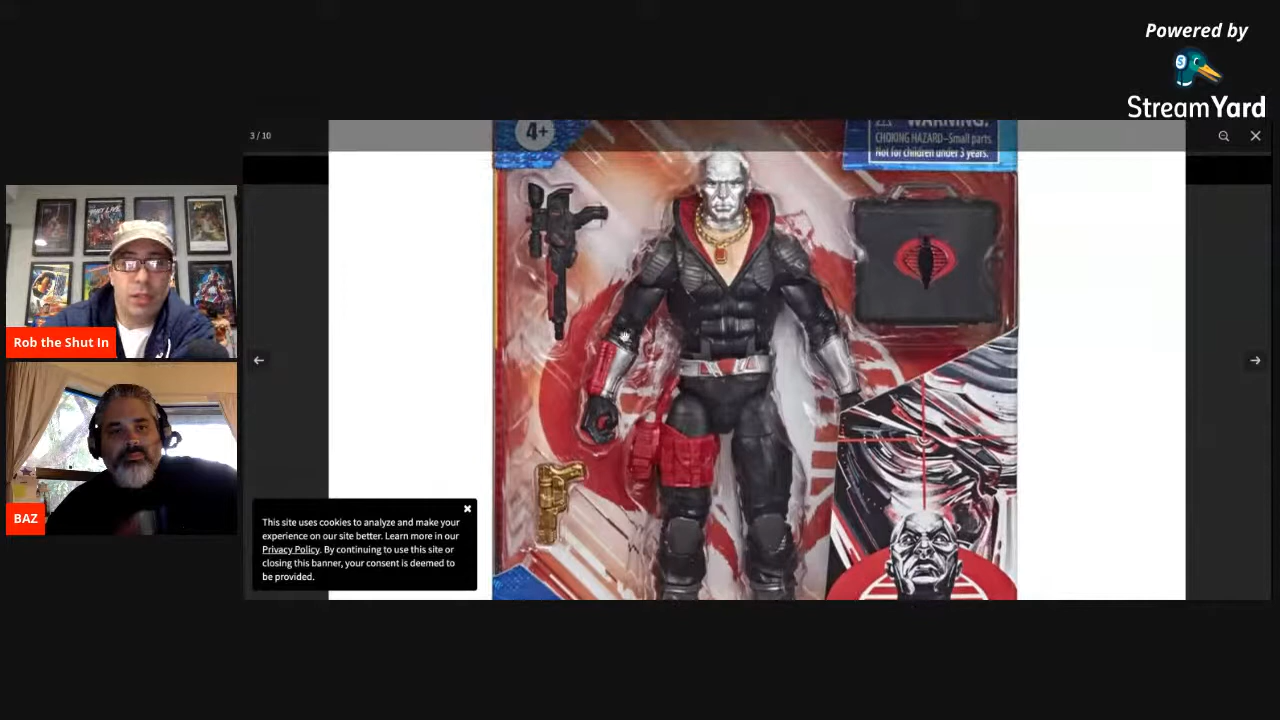 Powered by
StreamYard
3 / 10
4+
WARNING:
CHOKING HAZARD–Small parts.
Not for children under 3 years.
Rob the Shut In
BAZ
This site uses cookies to analyze and make your
experience on our site better. Learn more in our
Privacy Policy. By continuing to use this site or
closing this banner, your consent is deemed to
be provided.